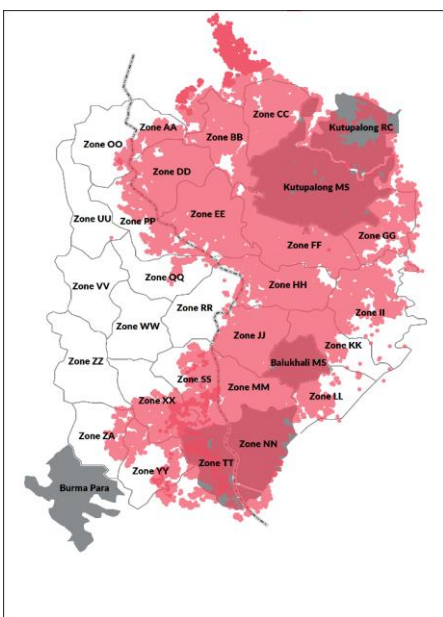 Zone CC
Zone AA
Kutupalong RC
Zone BB
Zone OO
Zone DD
Kutupalong MS
Zone EE
Zone UU
Zone PP
Zone GG
Zone FF
Zone QQ
Zone HH
Zone VV
Zone RR
Zone II
Zone WW
Zone JJ
Zone KK
Zone ZZ
Balukhali MS
Zone SS
Zone MM
Zone LL
Zone XX
Zone ZA
Zone NN
Zone TT
Zone YY
Burma Para